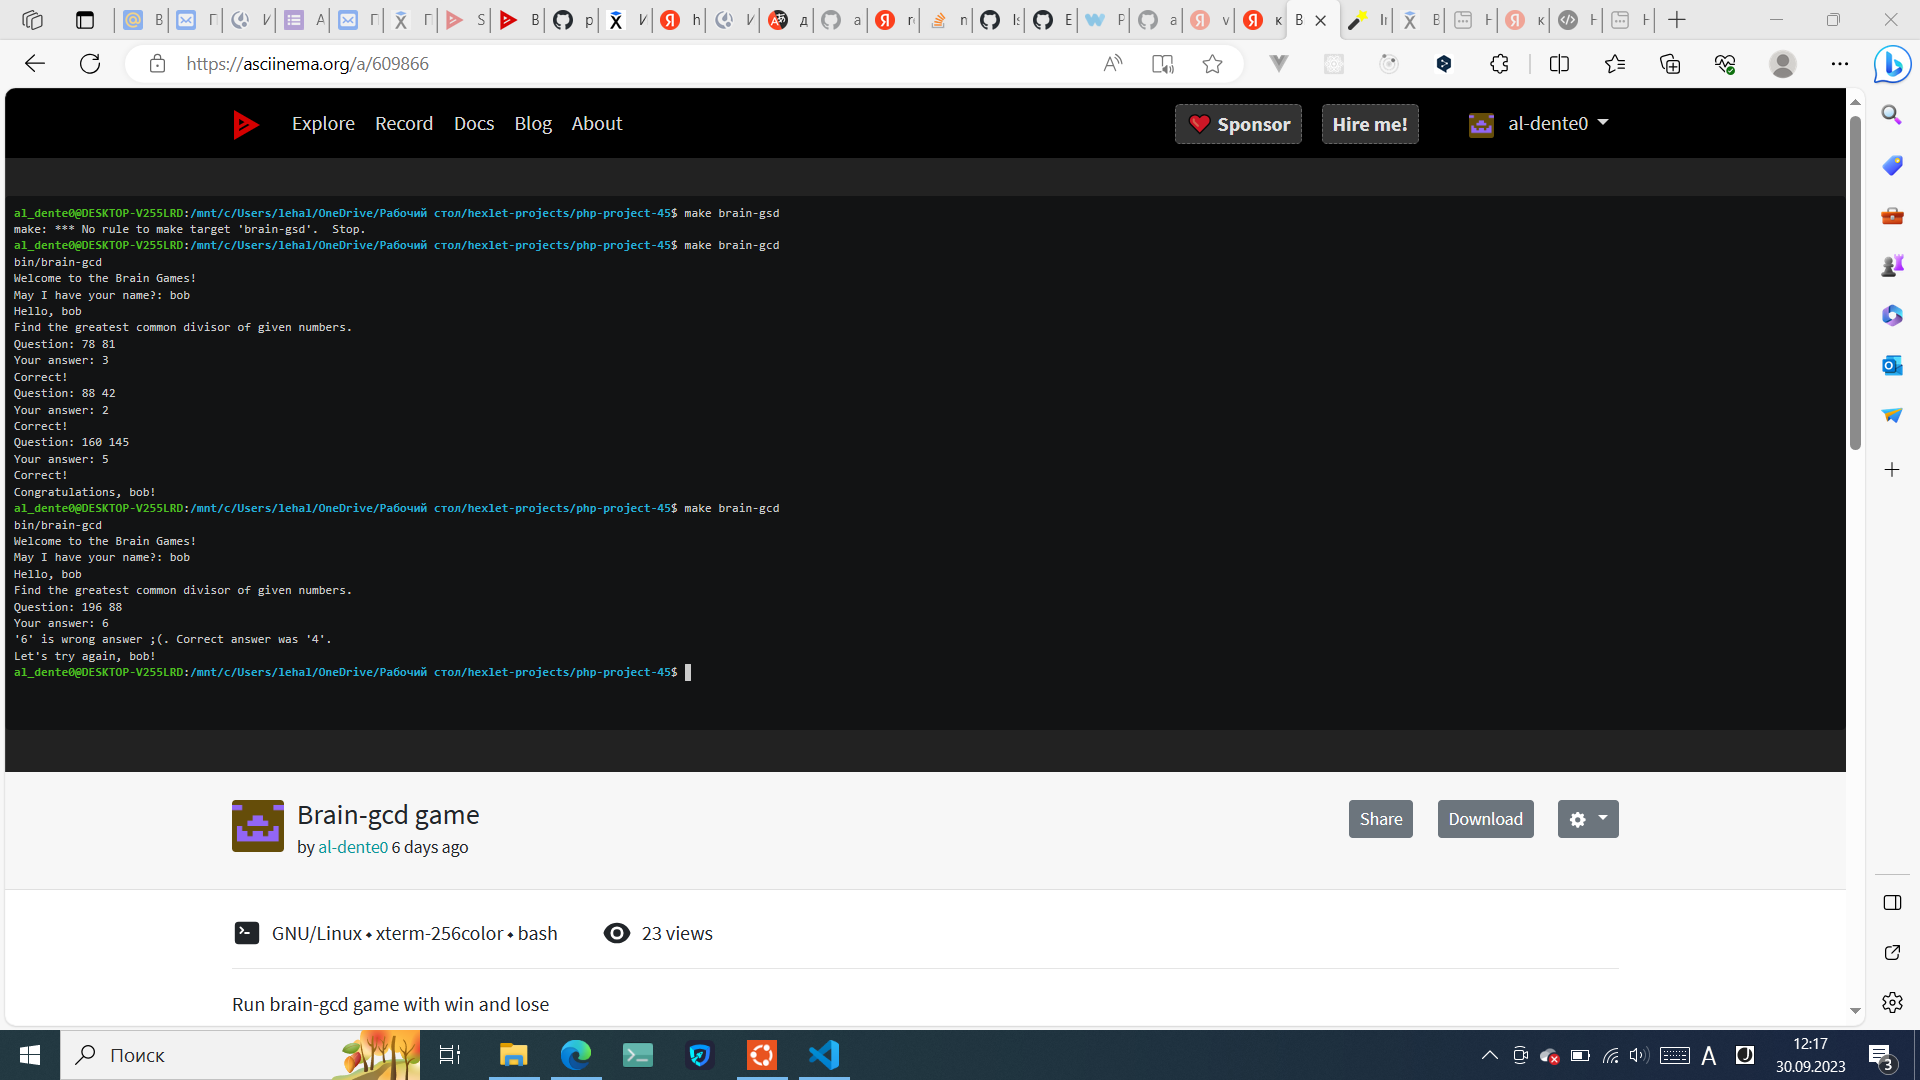 https://asciinema.org/a/609866
Explore Record Docs Blog About Sponsor Hire me! al-dente0
al_dente0@DESKTOP-V255LRD:/mnt/c/Users/lehal/OneDrive/Рабочий стол/hexlet-projects/php-project-45$ make brain-gsd
make: *** No rule to make target 'brain-gsd'.  Stop.
al_dente0@DESKTOP-V255LRD:/mnt/c/Users/lehal/OneDrive/Рабочий стол/hexlet-projects/php-project-45$ make brain-gcd
bin/brain-gcd
Welcome to the Brain Games!
May I have your name?: bob
Hello, bob
Find the greatest common divisor of given numbers.
Question: 78 81
Your answer: 3
Correct!
Question: 88 42
Your answer: 2
Correct!
Question: 160 145
Your answer: 5
Correct!
Congratulations, bob!
al_dente0@DESKTOP-V255LRD:/mnt/c/Users/lehal/OneDrive/Рабочий стол/hexlet-projects/php-project-45$ make brain-gcd
bin/brain-gcd
Welcome to the Brain Games!
May I have your name?: bob
Hello, bob
Find the greatest common divisor of given numbers.
Question: 196 88
Your answer: 6
'6' is wrong answer ;(. Correct answer was '4'.
Let's try again, bob!
al_dente0@DESKTOP-V255LRD:/mnt/c/Users/lehal/OneDrive/Рабочий стол/hexlet-projects/php-project-45$
Brain-gcd game
by al-dente0 6 days ago
Share Download
GNU/Linux ⬩ xterm-256color ⬩ bash 23 views
Run brain-gcd game with win and lose
Поиск
12:17
30.09.2023
3